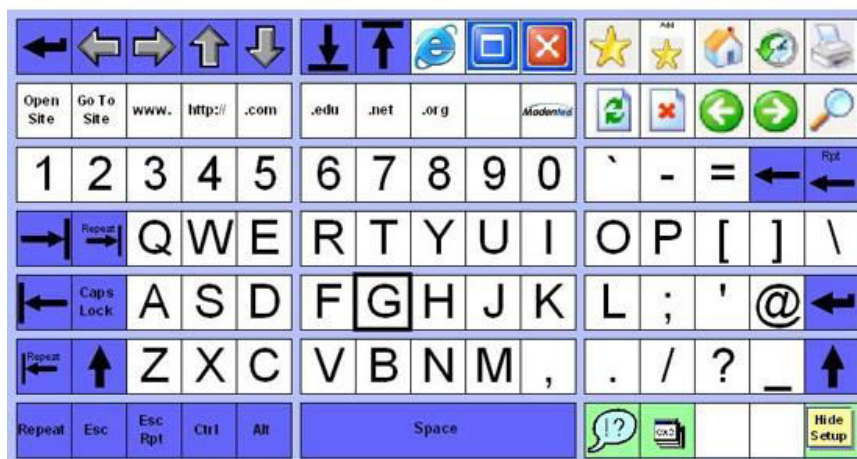 Add
Open Site Go To Site www. http:// .com .edu .net .org Madentec
1 2 3 4 5 6 7 8 9 0 ` - = Rpt
Repeat Q W E R T Y U I O P [ ] \
Caps Lock A S D F G H J K L ; ' @
Repeat Z X C V B N M , . / ? _
Repeat Esc Esc Rpt Ctrl Alt Space !? Hide Setup